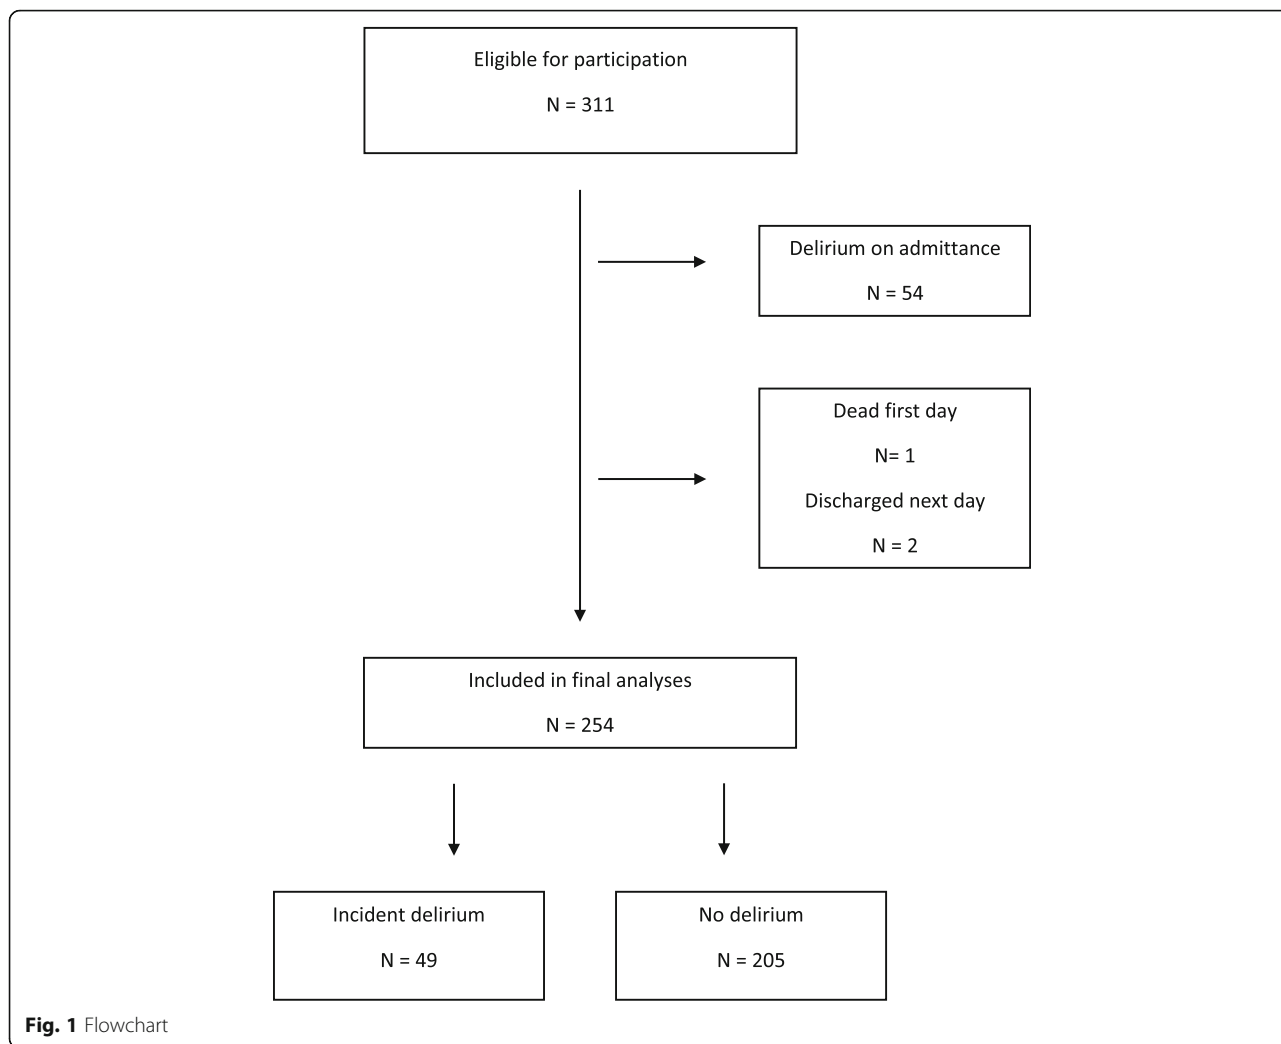 Eligible for participation
N = 311
Delirium on admittance
N = 54
Dead first day
N= 1
Discharged next day
N = 2
Included in final analyses
N = 254
Incident delirium
N = 49
No delirium
N = 205
Fig. 1 Flowchart